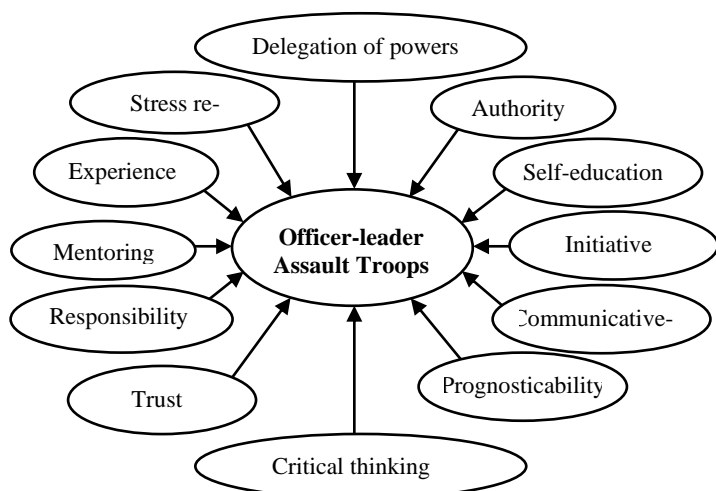 Delegation of powers
Stress re-
Authority
Experience
Self-education
Officer-leader
Assault Troops
Mentoring
Initiative
Responsibility
Communicative-
Trust
Prognosticability
Critical thinking